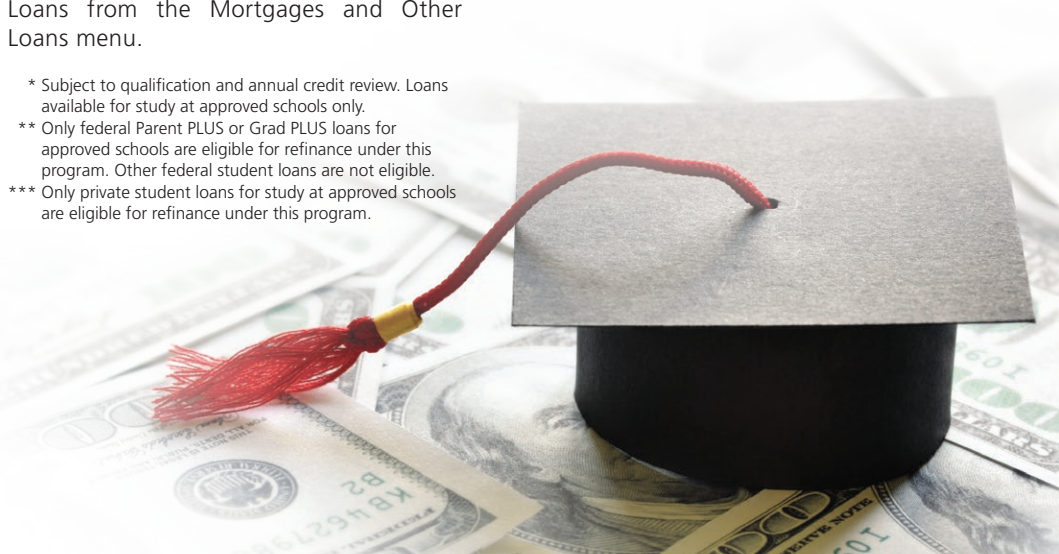 Loans from the Mortgages and Other
Loans menu.
* Subject to qualification and annual credit review. Loans
available for study at approved schools only.
** Only federal Parent PLUS or Grad PLUS loans for
approved schools are eligible for refinance under this
program. Other federal student loans are not eligible.
*** Only private student loans for study at approved schools
are eligible for refinance under this program.
B2